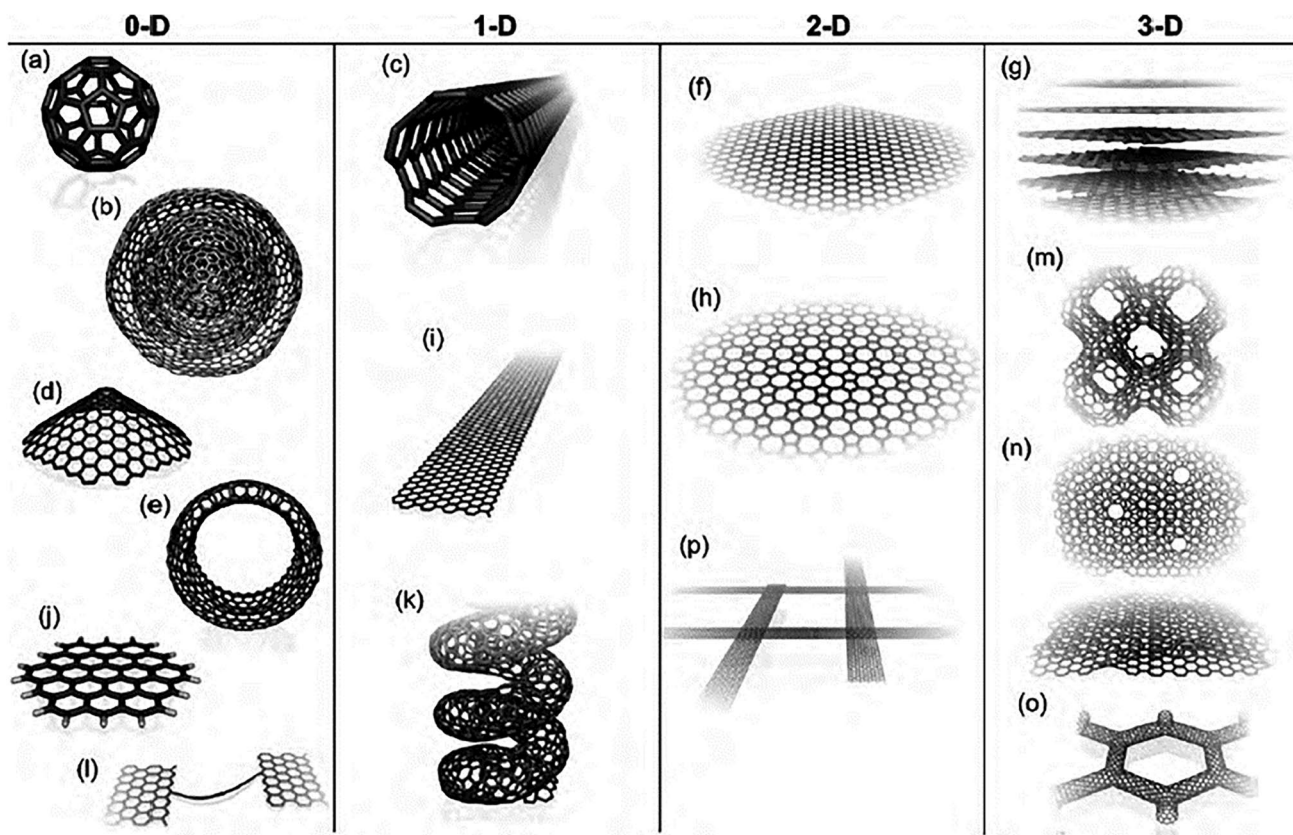 0-D 1-D 2-D 3-D
(a)
(b)
(d)
(e)
(j)
(l)
(c)
(i)
(k)
(f)
(h)
(p)
(g)
(m)
(n)
(o)